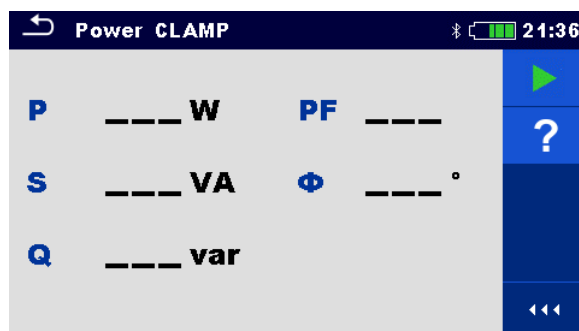 Power CLAMP 21:36
P ___ W PF ___
?
S ___ VA Φ ___ °
Q ___ var